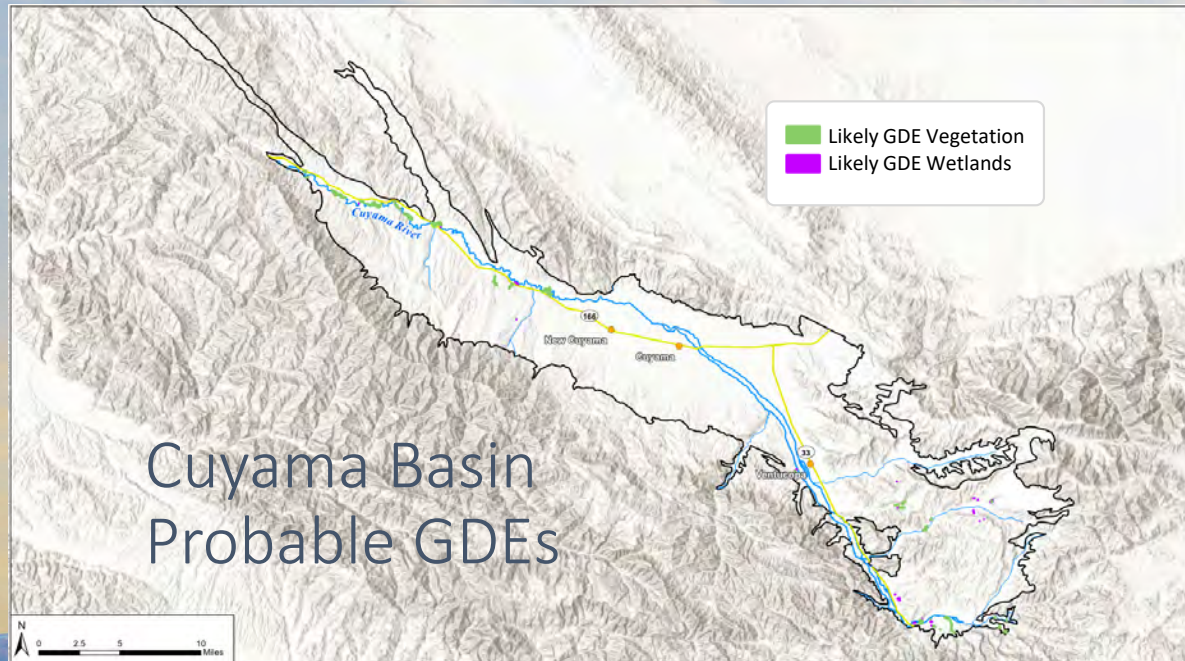 Likely GDE Vegetation
Likely GDE Wetlands
Cuyama River
166
New Cuyama
Cuyama
33
Ventucopa
Cuyama Basin
Probable GDEs
N
0 2.5 5 10
Miles